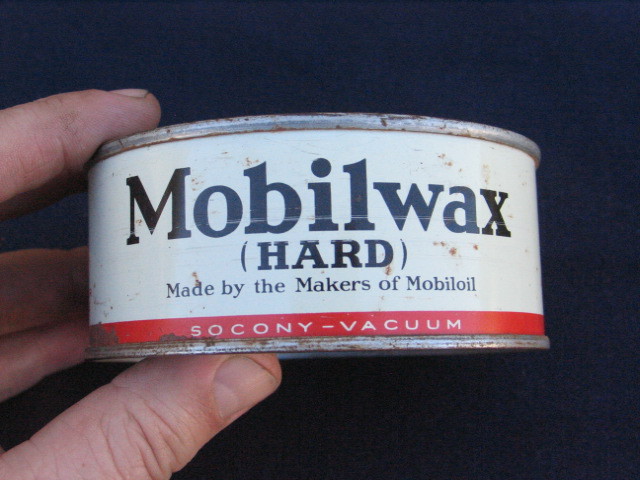 Mobilwax
(HARD)
Made by the Makers of Mobiloil
SOCONY-VACUUM